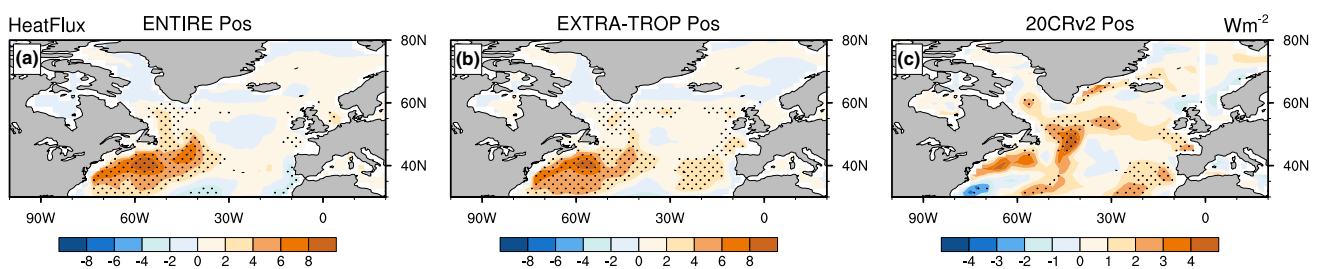 HeatFlux ENTIRE Pos EXTRA-TROP Pos 20CRv2 Pos Wm-2
(a) (b) (c)
80N 80N 80N
60N 60N 60N
40N 40N 40N
90W 60W 30W 0 90W 60W 30W 0 90W 60W 30W 0
-8 -6 -4 -2 0 2 4 6 8 -8 -6 -4 -2 0 2 4 6 8 -4 -3 -2 -1 0 1 2 3 4